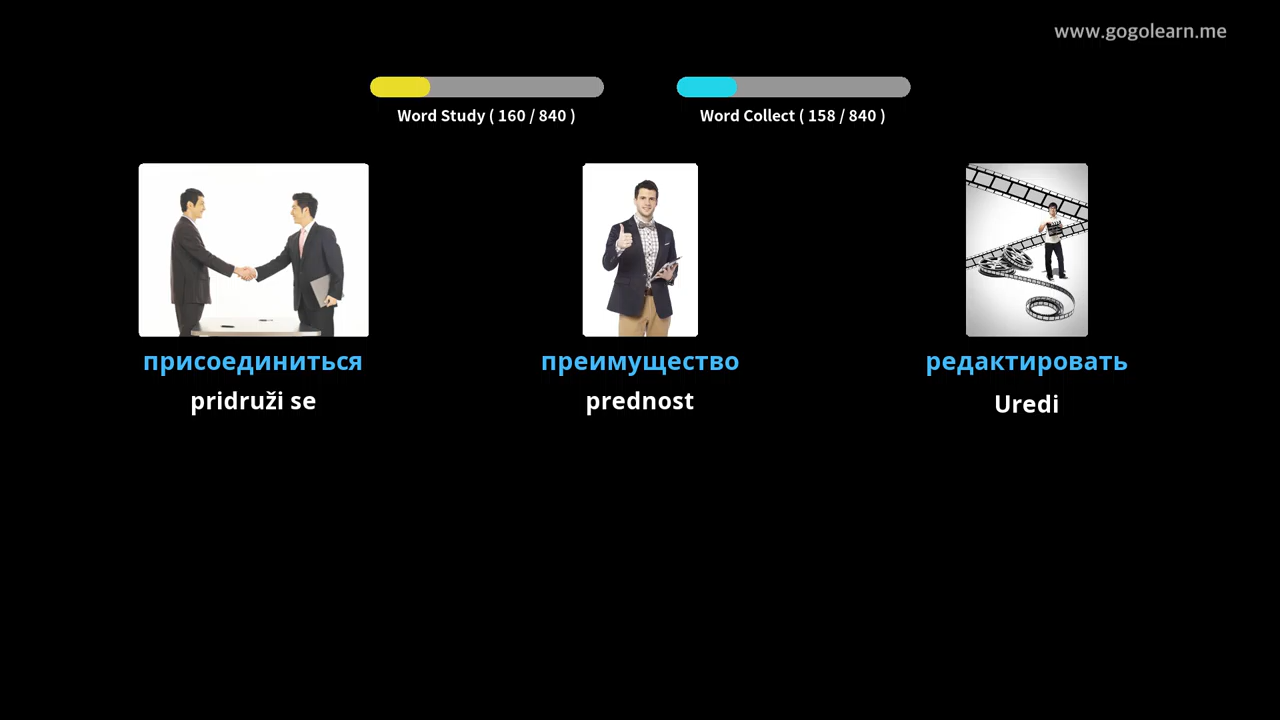 www.gogolearn.me
Word Study ( 160 / 840 )
Word Collect ( 158 / 840 )
присоединиться
преимущество
редактировать
pridruži se
prednost
Uredi